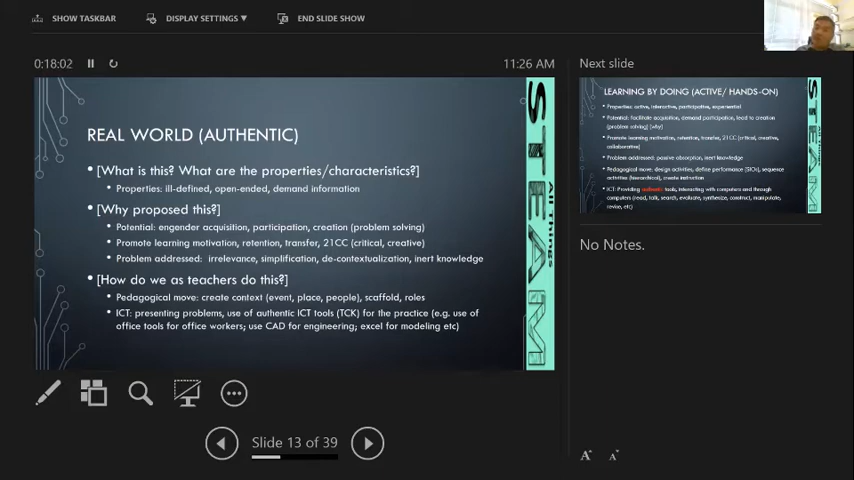 SHOW TASKBAR
DISPLAY SETTINGS ▼
END SLIDE SHOW
0:18:02
11:26 AM
REAL WORLD (AUTHENTIC)
• [What is this? What are the properties/characteristics?]
• Properties: ill-defined, open-ended, demand information
• [Why proposed this?]
• Potential: engender acquisition, participation, creation (problem solving)
• Promote learning motivation, retention, transfer, 21CC (critical, creative)
• Problem addressed: irrelevance, simplification, de-contextualization, inert knowledge
• [How do we as teachers do this?]
• Pedagogical move: create context (event, place, people), scaffold, roles
• ICT: presenting problems, use of authentic ICT tools (TCK) for the practice (e.g. use of
office tools for office workers; use CAD for engineering; excel for modeling etc)
STEAM
All Things
Next slide
LEARNING BY DOING (ACTIVE/ HANDS-ON)
• Properties: active, interactive, participative, experiential
• Potential: facilitate acquisition, demand participation, lead to creation
(problem solving) [why]
• Promote learning motivation, retention, transfer, 21CC (critical, creative,
collaborative)
• Problem addressed: passive absorption, inert knowledge
• Pedagogical move: design activities, define performance (SIOs), sequence
activities (hierarchical), create instruction
• ICT: Providing authentic tools, interacting with computers and through
computers (read, talk, search, evaluate, synthesize, construct, manipulate,
revise, etc)
STEAM
All Things
No Notes.
Slide 13 of 39
A
A